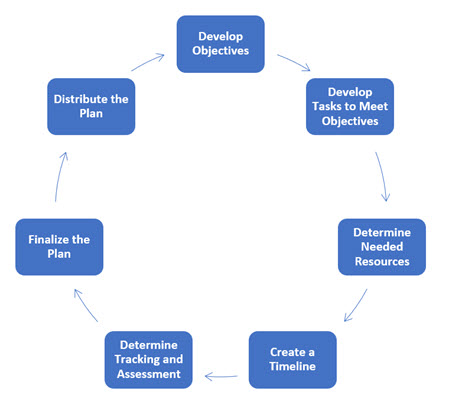 Develop
Objectives
Develop
Tasks to Meet
Objectives
Determine
Needed
Resources
Create a
Timeline
Determine
Tracking and
Assessment
Finalize the
Plan
Distribute the
Plan